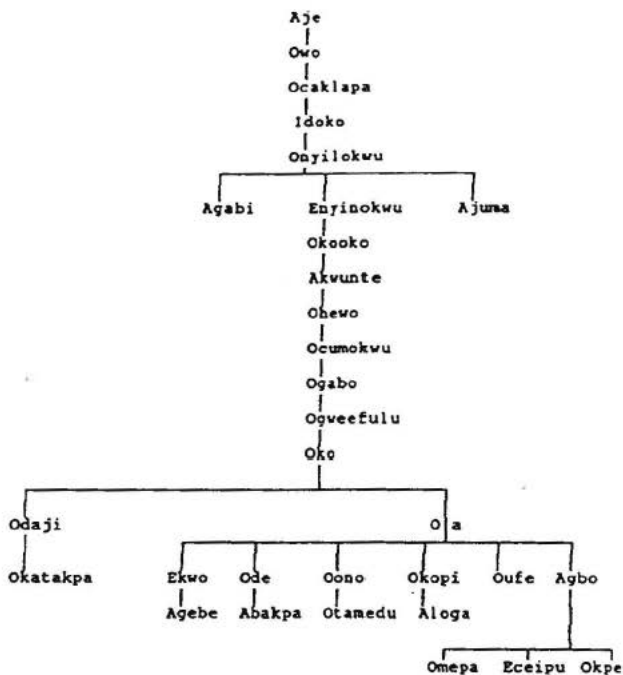 Aje
Owo
Ocaklapa
Idoko
Onyilokwu
Agabi Enyinokwu Ajuma
Okooko
Akwunte
Ohewo
Ocumokwu
Ogabo
Ogweefulu
Oko
Odaji
Okatakpa Ekwo Ode Oono Okopi Oufe Agbo
Agebe Abakpa Otamedu Aloga
Omepa Eceipu Okpe